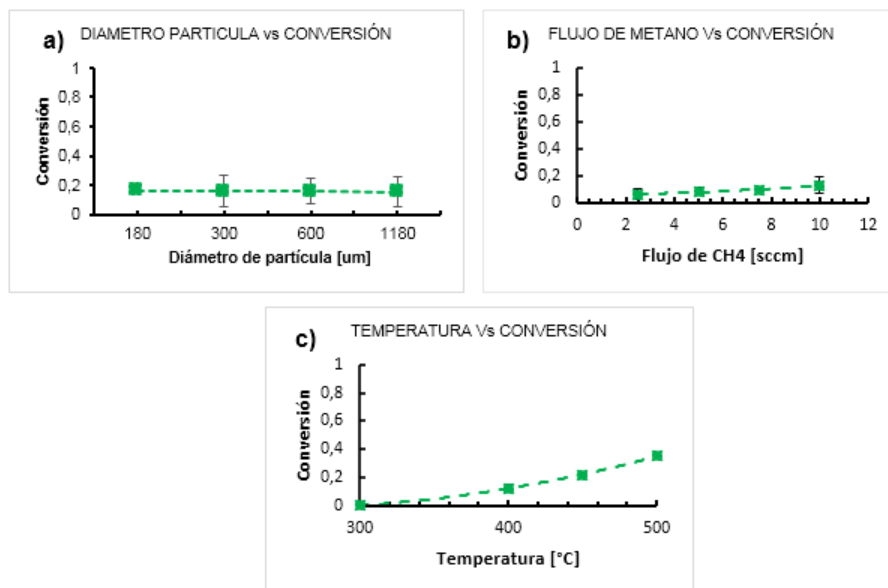 a)
DIAMETRO PARTICULA vs CONVERSIÓN
1
0,8
0,6
0,4
0,2
0
Conversión
180 300 600 1180
Diámetro de partícula [um]
b)
FLUJO DE METANO Vs CONVERSIÓN
1
0,8
0,6
0,4
0,2
0
Conversión
0 2 4 6 8 10 12
Flujo de CH4 [sccm]
c)
TEMPERATURA Vs CONVERSIÓN
1
0,8
0,6
0,4
0,2
0
Conversión
300 400 500
Temperatura [°C]